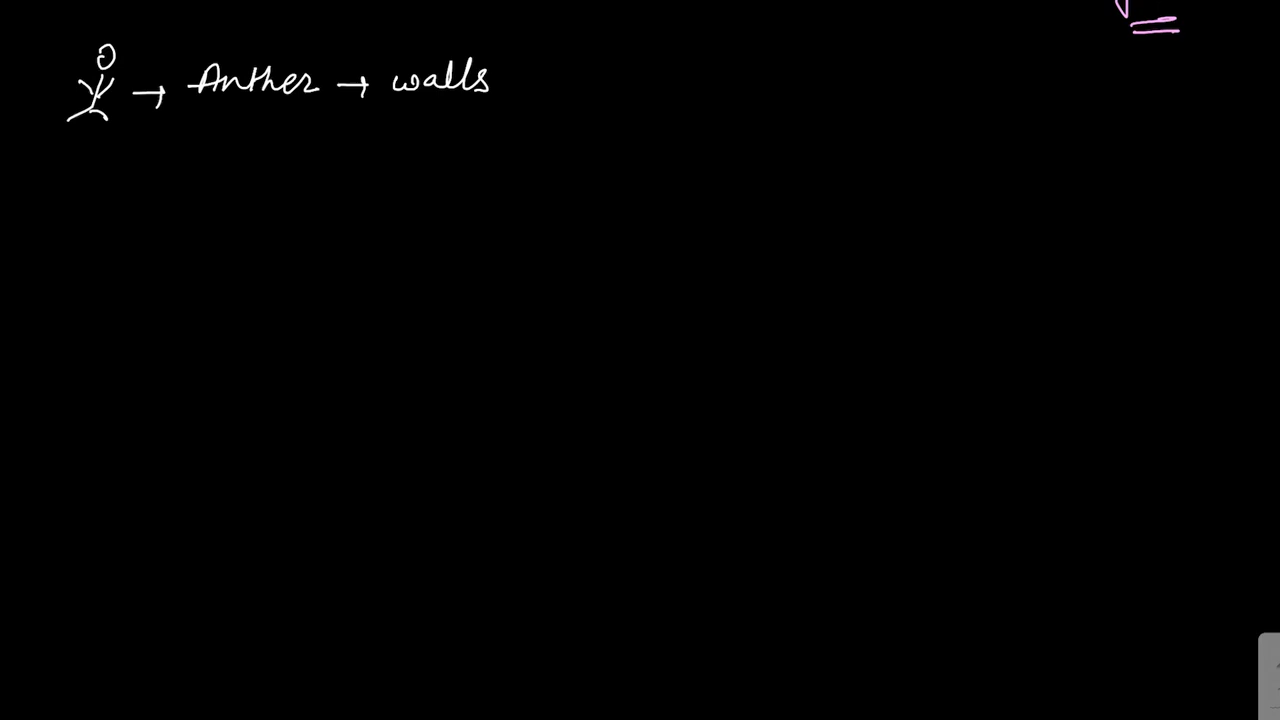 → Anther → walls